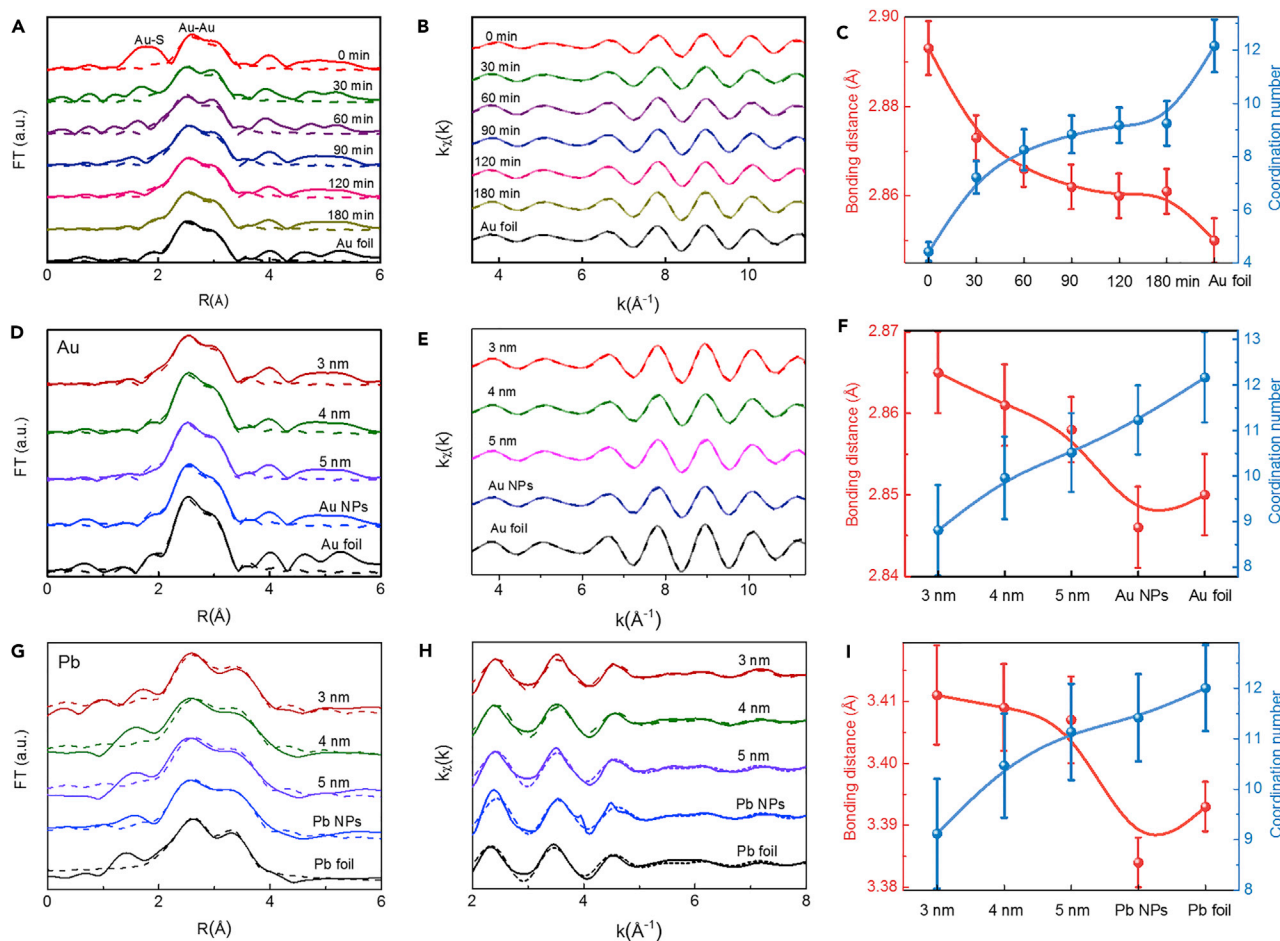 A
Au-S
Au-Au
0 min
30 min
60 min
90 min
120 min
180 min
Au foil
FT (a.u.)
0 2 4 6
R(Å)
B
0 min
30 min
60 min
90 min
120 min
180 min
Au foil
kχ(k)
4 6 8 10
k(Å⁻¹)
C
2.90
2.88
2.86
Bonding distance (Å)
12
10
8
6
4
Coordination number
0 30 60 90 120 180 min Au foil
D
Au
3 nm
4 nm
5 nm
Au NPs
Au foil
FT (a.u.)
0 2 4 6
R(Å)
E
3 nm
4 nm
5 nm
Au NPs
Au foil
kχ(k)
4 6 8 10
k(Å⁻¹)
F
2.87
2.86
2.85
2.84
Bonding distance (Å)
13
12
11
10
9
8
Coordination number
3 nm 4 nm 5 nm Au NPs Au foil
G
Pb
3 nm
4 nm
5 nm
Pb NPs
Pb foil
FT (a.u.)
0 2 4 6
R(Å)
H
3 nm
4 nm
5 nm
Pb NPs
Pb foil
kχ(k)
2 4 6 8
k(Å⁻¹)
I
3.41
3.40
3.39
3.38
Bonding distance (Å)
12
11
10
9
8
Coordination number
3 nm 4 nm 5 nm Pb NPs Pb foil